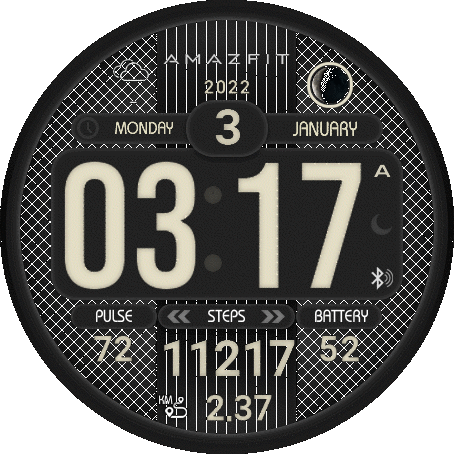 AMAZFIT
2022
MONDAY 3 JANUARY
03:17 A
PULSE STEPS BATTERY
72 11217 52
KM 2.37